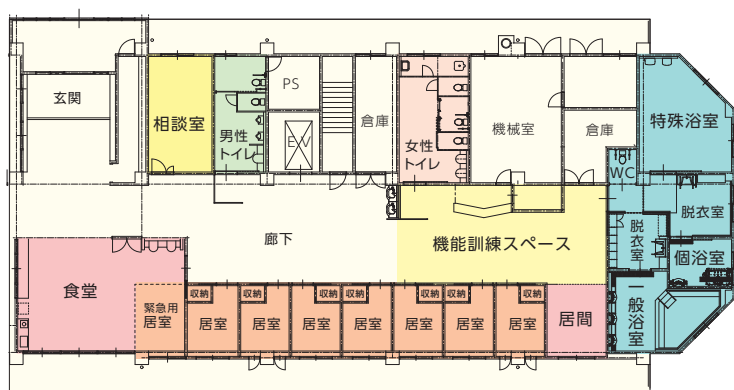 玄関
相談室
男性
トイレ
PS
EV
倉庫
女性
トイレ
機械室
倉庫
特殊浴室
WC
脱衣室
脱
衣
室
個浴室
一
般
浴
室
廊下
機能訓練スペース
食堂
緊急用
居室
収納
居室
収納
居室
収納
居室
収納
居室
収納
居室
収納
居室
収納
居室
居間